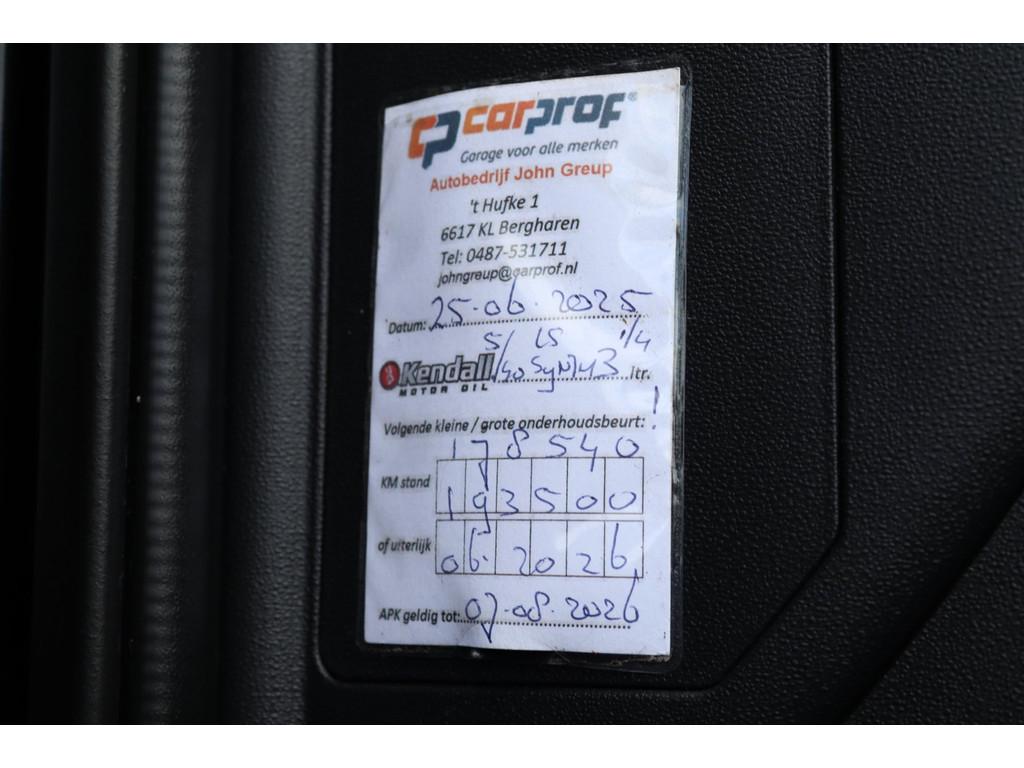 CP carprof®
Garage voor alle merken
Autobedrijf John Greup
't Hufke 1
6617 KL Bergharen
Tel: 0487-531711
johngreup@carprof.nl
Datum: 25-06-2025
Kendall ltr.
MOTOR OIL
Volgende kleine / grote onderhoudsbeurt: !
178540
KM stand 193500
of uiterlijk 06-2026
APK geldig tot: 07-08-2026